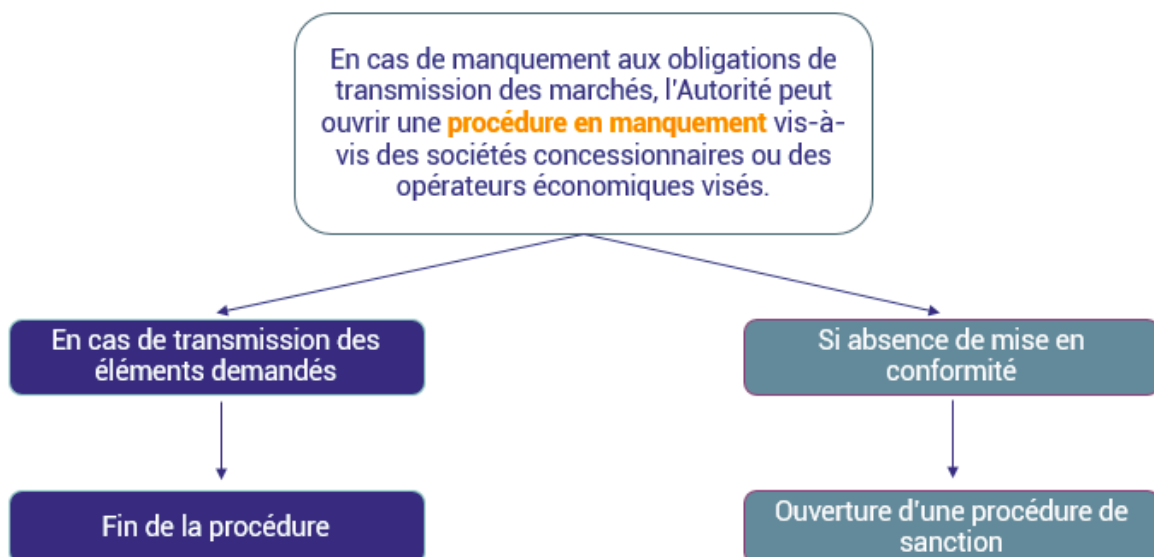 En cas de manquement aux obligations de
transmission des marchés, l'Autorité peut
ouvrir une procédure en manquement vis-à-
vis des sociétés concessionnaires ou des
opérateurs économiques visés.
En cas de transmission des
éléments demandés
Si absence de mise en
conformité
Fin de la procédure
Ouverture d'une procédure de
sanction